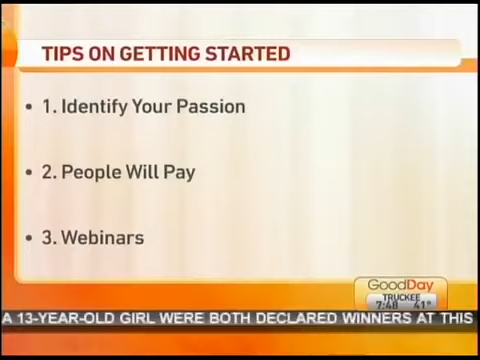 TIPS ON GETTING STARTED
• 1. Identify Your Passion
• 2. People Will Pay
• 3. Webinars
GoodDay
TRUCKEE
7:48 41°
A 13-YEAR-OLD GIRL WERE BOTH DECLARED WINNERS AT THIS